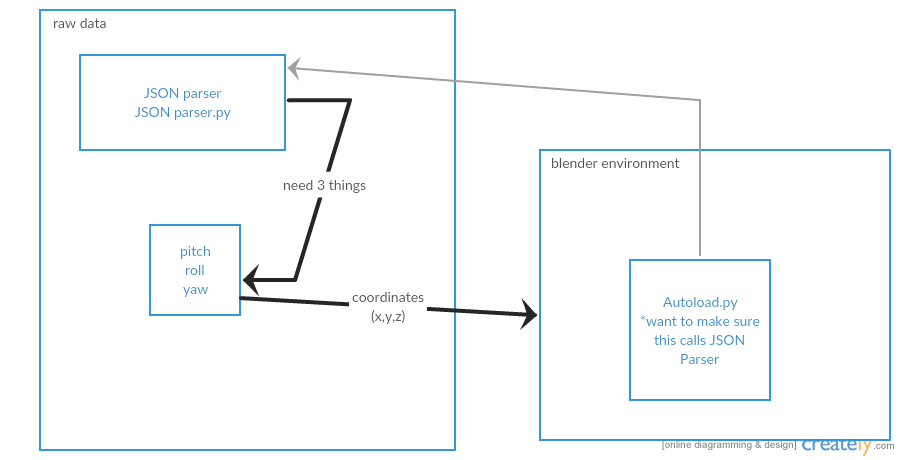 raw data
JSON parser
JSON parser.py
need 3 things
pitch
roll
yaw
coordinates
(x,y,z)
blender environment
Autoload.py
*want to make sure
this calls JSON
Parser
[online diagramming & design] creately.com